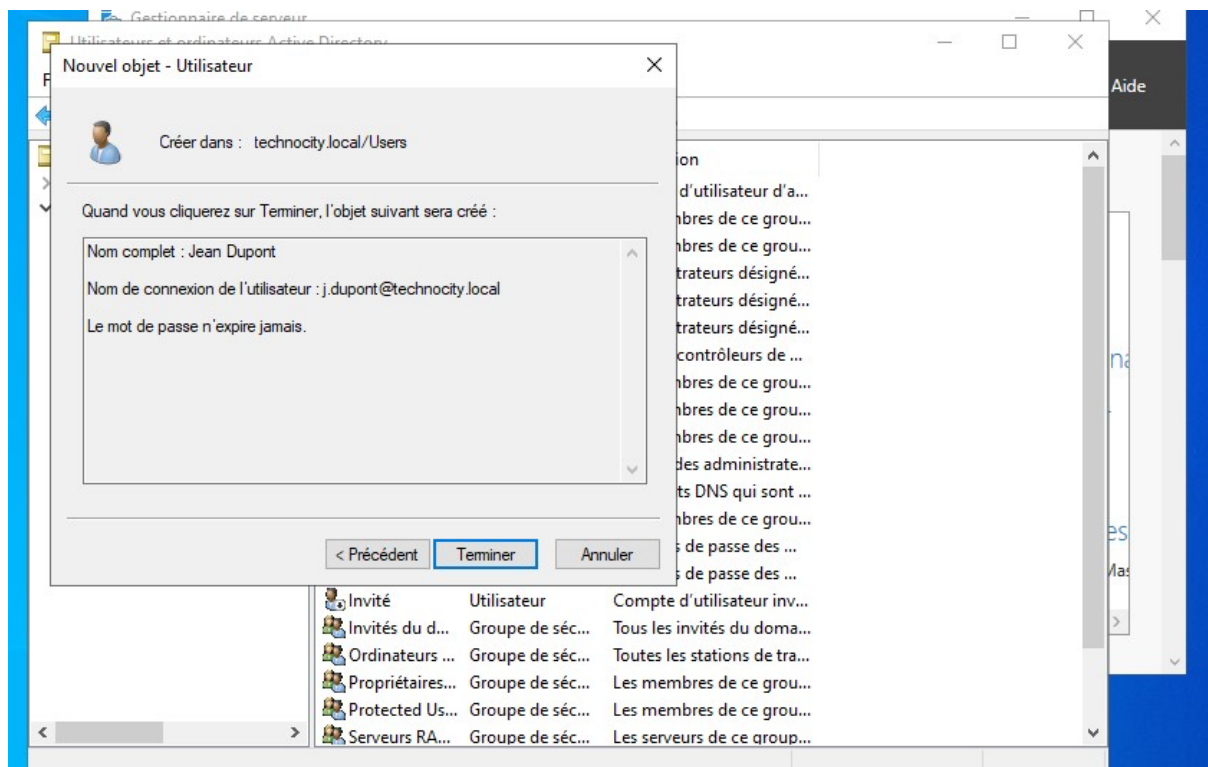 Gestionnaire de serveur
Utilisateurs et ordinateurs Active Directory
Nouvel objet - Utilisateur
F
Aide
Créer dans : technocity.local/Users
Quand vous cliquerez sur Terminer, l'objet suivant sera créé :
Nom complet : Jean Dupont
Nom de connexion de l'utilisateur : j.dupont@technocity.local
Le mot de passe n'expire jamais.
< Précédent Terminer Annuler
ion
d'utilisateur d'a...
mbres de ce grou...
mbres de ce grou...
trateurs désigné...
trateurs désigné...
trateurs désigné...
contrôleurs de ...
mbres de ce grou...
mbres de ce grou...
mbres de ce grou...
des administrate...
ts DNS qui sont ...
mbres de ce grou...
s de passe des ...
s de passe des ...
Invité Utilisateur Compte d'utilisateur inv...
Invités du d... Groupe de séc... Tous les invités du doma...
Ordinateurs ... Groupe de séc... Toutes les stations de tra...
Propriétaires... Groupe de séc... Les membres de ce grou...
Protected Us... Groupe de séc... Les membres de ce grou...
Serveurs RA... Groupe de séc... Les serveurs de ce group...